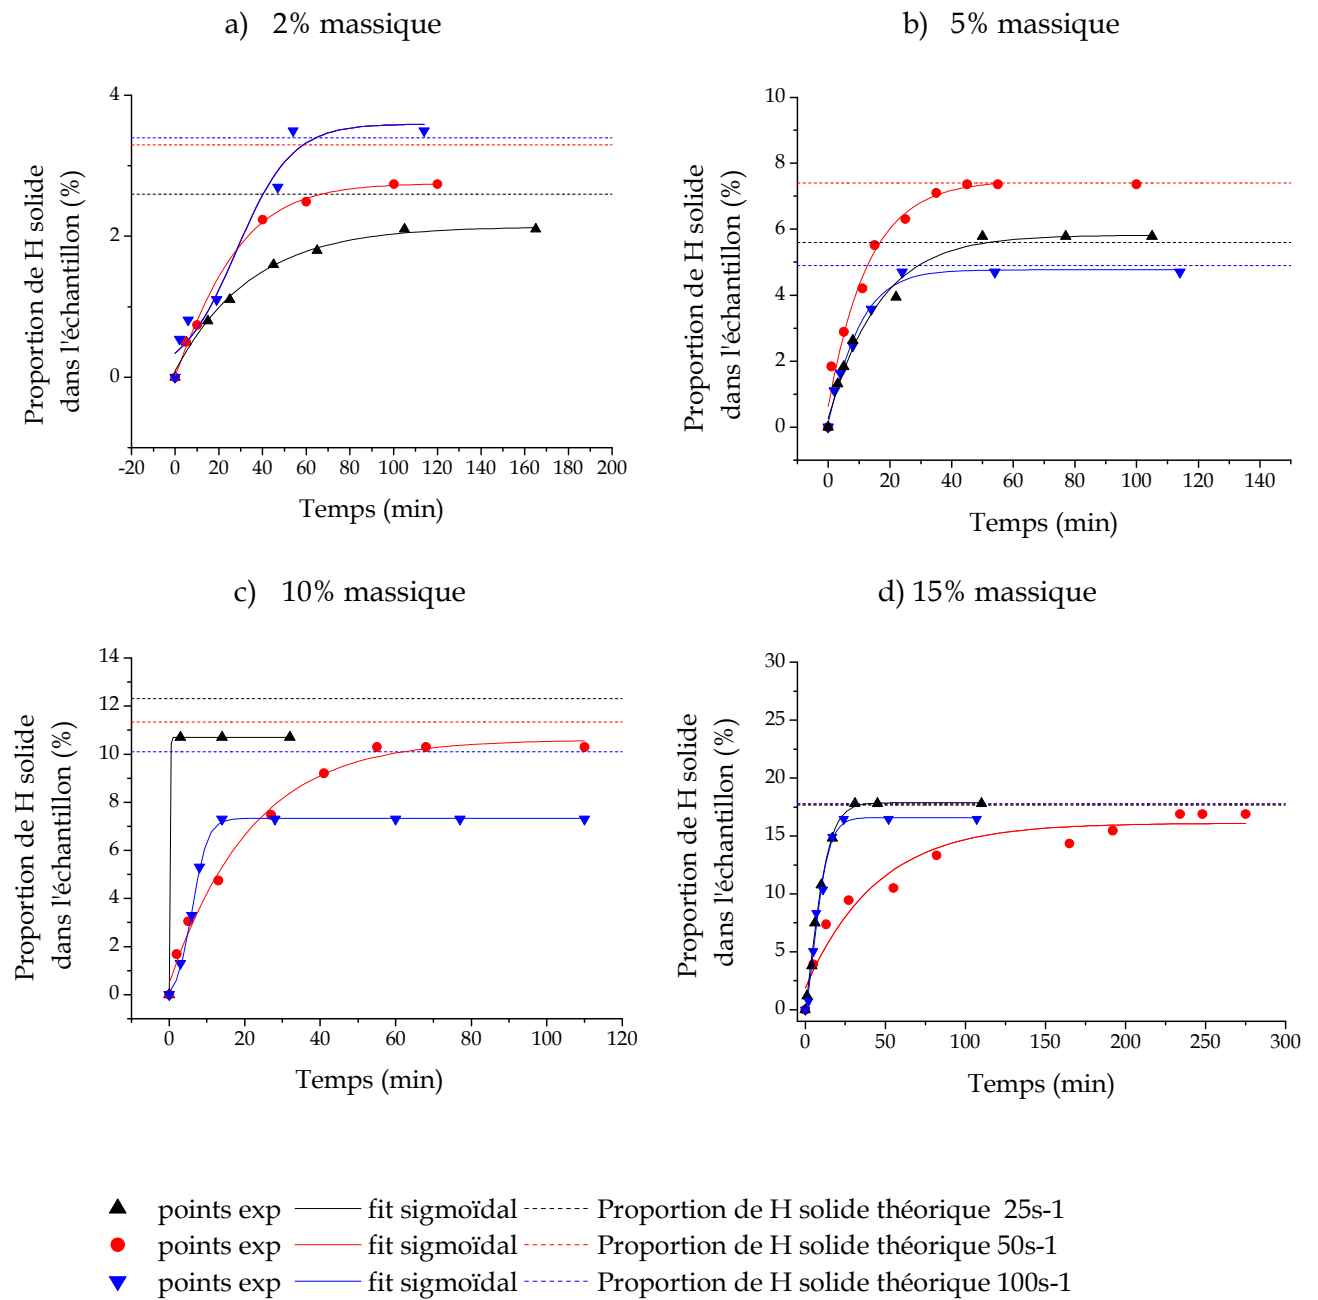 a) 2% massique
b) 5% massique
4
2
0
Proportion de H solide
dans l'échantillon (%)
-20 0 20 40 60 80 100 120 140 160 180 200
Temps (min)
10
8
6
4
2
0
Proportion de H solide
dans l'échantillon (%)
0 20 40 60 80 100 120 140
Temps (min)
c) 10% massique
d) 15% massique
14
12
10
8
6
4
2
0
Proportion de H solide
dans l'échantillon (%)
0 20 40 60 80 100 120
Temps (min)
30
25
20
15
10
5
0
Proportion de H solide
dans l'échantillon (%)
0 50 100 150 200 250 300
Temps (min)
points exp fit sigmoïdal Proportion de H solide théorique 25s-1
points exp fit sigmoïdal Proportion de H solide théorique 50s-1
points exp fit sigmoïdal Proportion de H solide théorique 100s-1